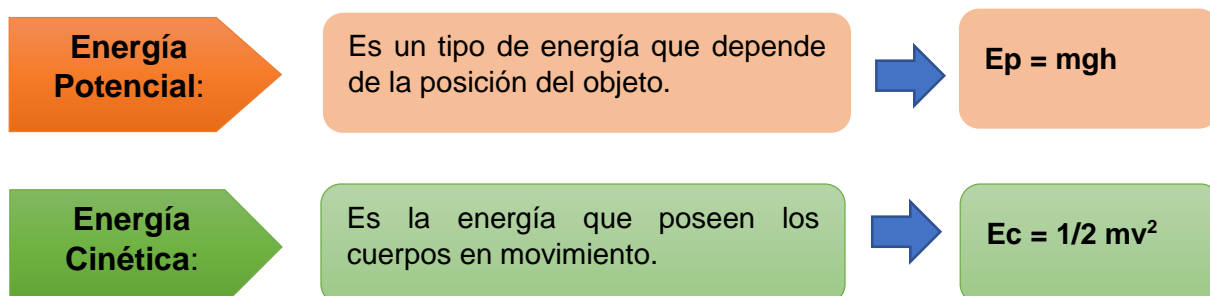 Energía
Potencial:
Es un tipo de energía que depende
de la posición del objeto.
Ep = mgh
Energía
Cinética:
Es la energía que poseen los
cuerpos en movimiento.
Ec = 1/2 mv²